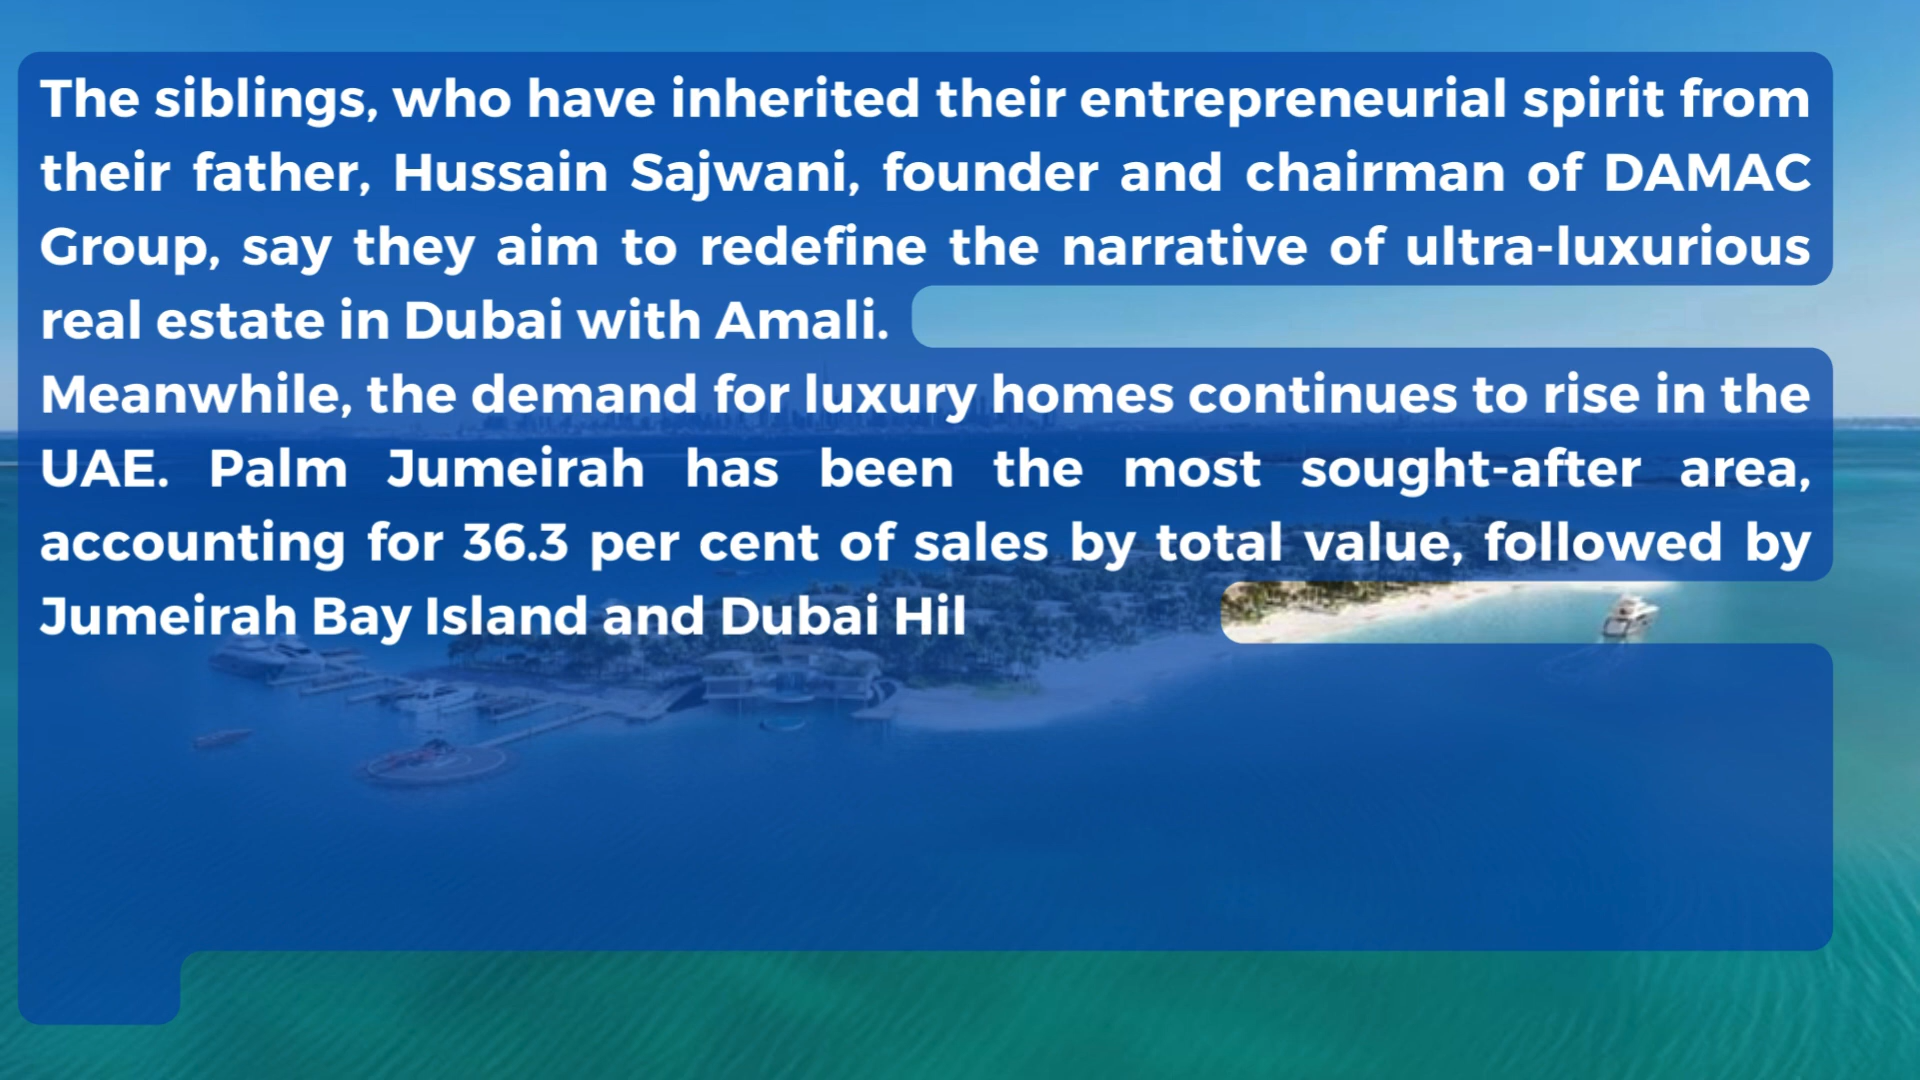 The siblings, who have inherited their entrepreneurial spirit from
their father, Hussain Sajwani, founder and chairman of DAMAC
Group, say they aim to redefine the narrative of ultra-luxurious
real estate in Dubai with Amali.
Meanwhile, the demand for luxury homes continues to rise in the
UAE. Palm Jumeirah has been the most sought-after area,
accounting for 36.3 per cent of sales by total value, followed by
Jumeirah Bay Island and Dubai Hil